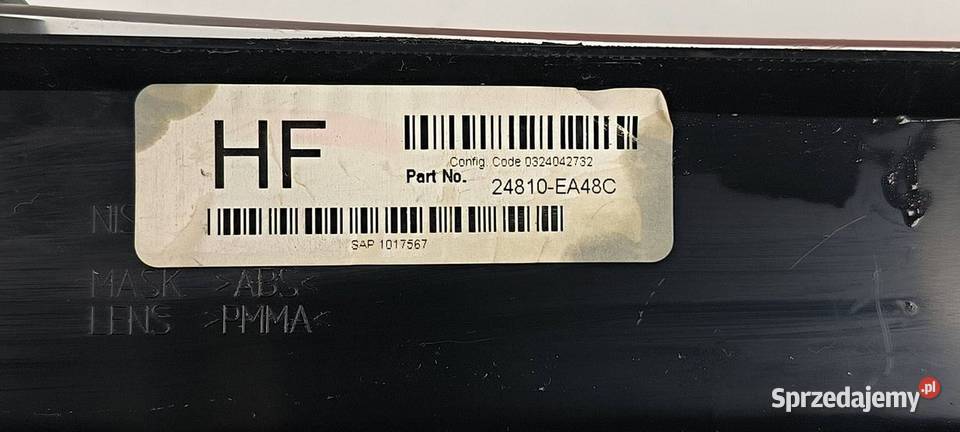 HF
Config. Code 0324042732
Part No. 24810-EA48C
SAP 1017567
MASK >ABS<
LENS >PMMA<
Sprzedajemy.pl